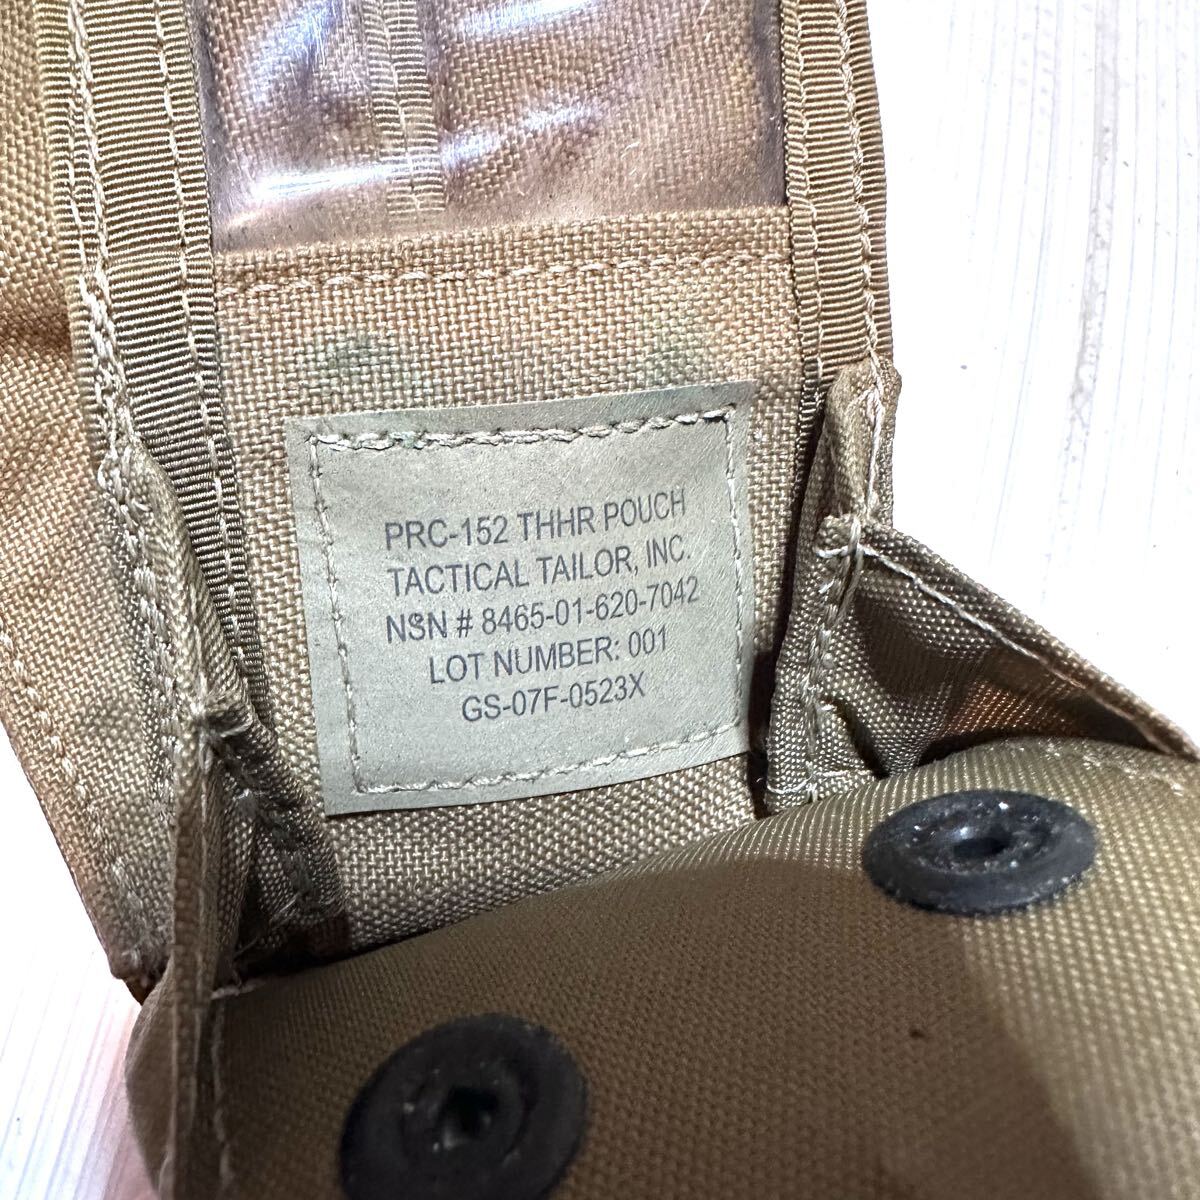 PRC-152 THHR POUCH
TACTICAL TAILOR, INC.
NSN # 8465-01-620-7042
LOT NUMBER: 001
GS-07F-0523X